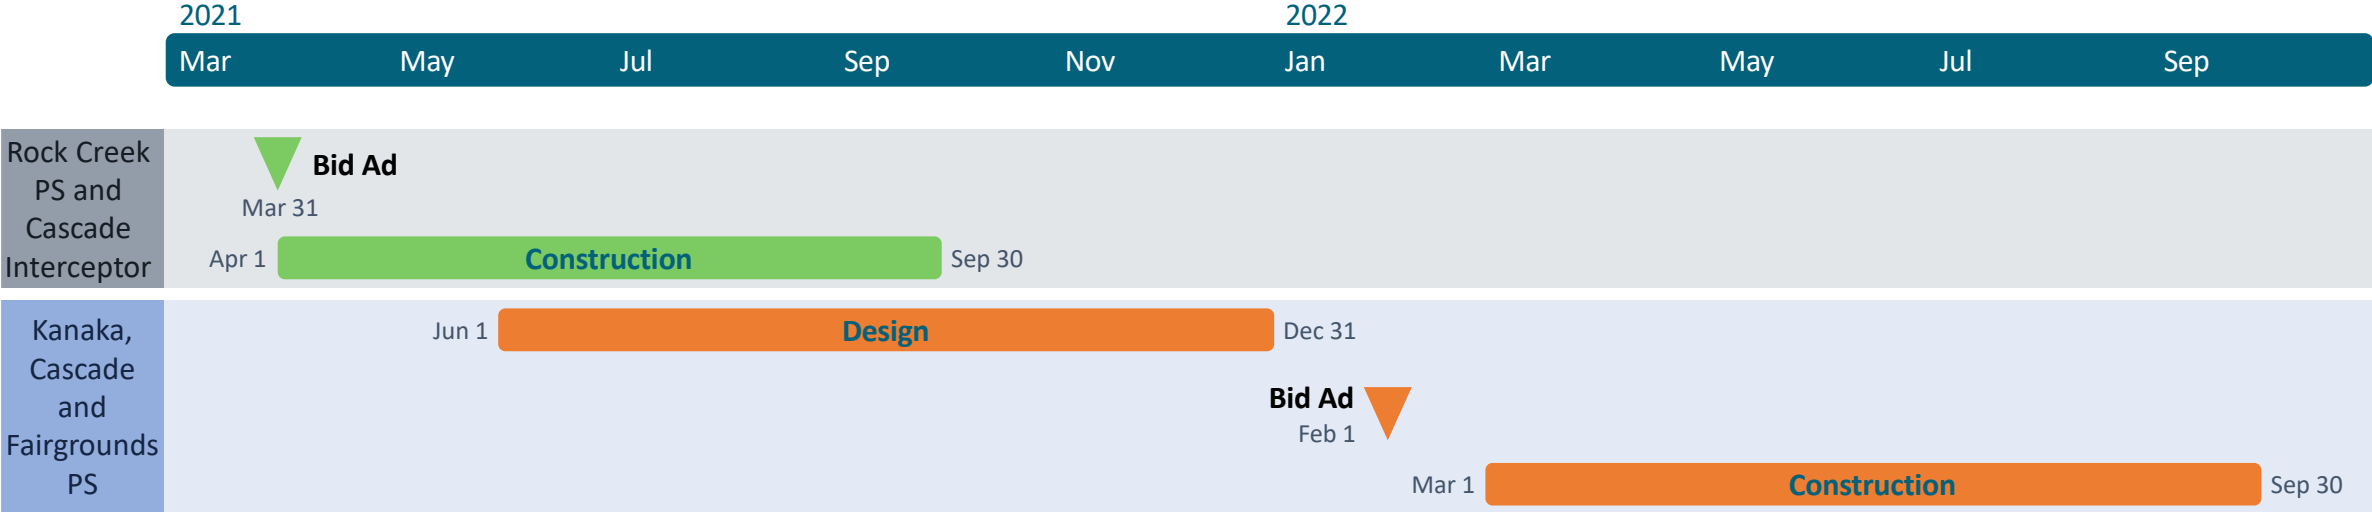 2021 2022
Mar May Jul Sep Nov Jan Mar May Jul Sep
Rock Creek
PS and
Cascade
Interceptor
Bid Ad
Mar 31
Apr 1 Construction Sep 30
Kanaka,
Cascade
and
Fairgrounds
PS
Jun 1 Design Dec 31
Bid Ad
Feb 1
Mar 1 Construction Sep 30